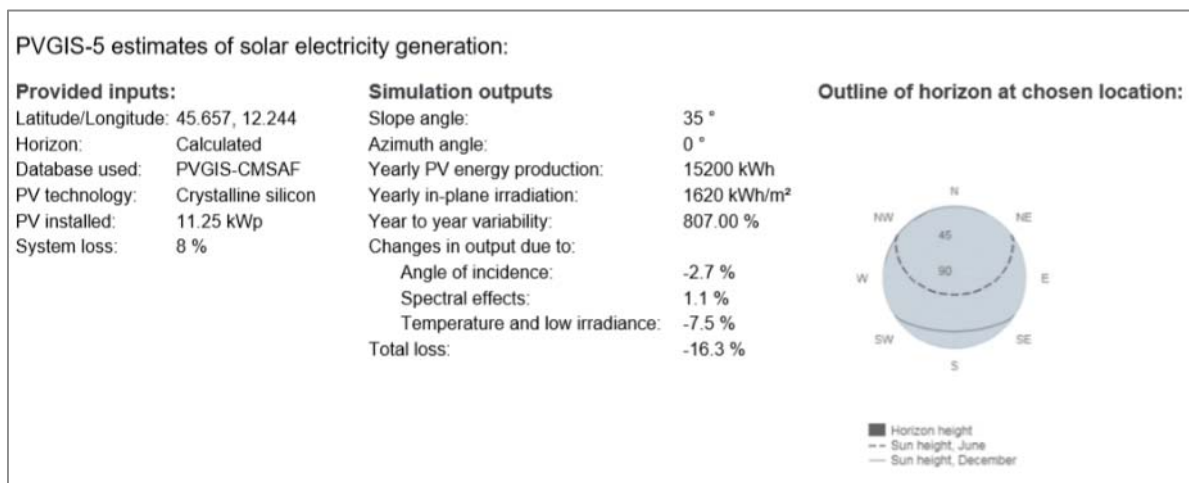 PVGIS-5 estimates of solar electricity generation:
Provided inputs:
Latitude/Longitude: 45.657, 12.244
Horizon: Calculated
Database used: PVGIS-CMSAF
PV technology: Crystalline silicon
PV installed: 11.25 kWp
System loss: 8 %
Simulation outputs
Slope angle: 35 °
Azimuth angle: 0 °
Yearly PV energy production: 15200 kWh
Yearly in-plane irradiation: 1620 kWh/m²
Year to year variability: 807.00 %
Changes in output due to:
Angle of incidence: -2.7 %
Spectral effects: 1.1 %
Temperature and low irradiance: -7.5 %
Total loss: -16.3 %
Outline of horizon at chosen location:
N
NW NE
45
W 90 E
SW SE
S
Horizon height
Sun height, June
Sun height, December